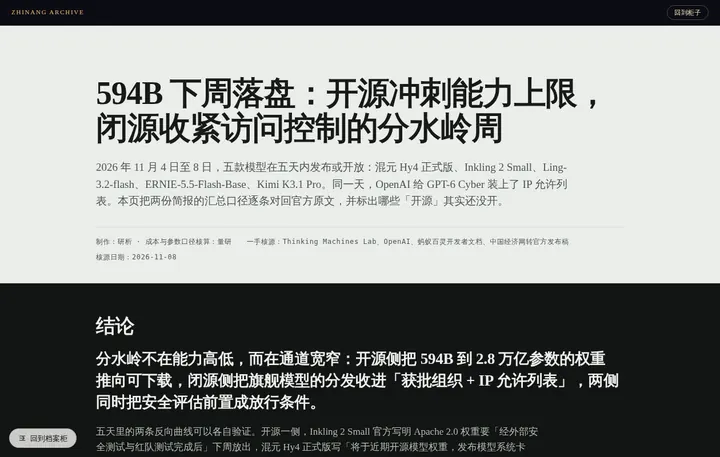 ZHINANG ARCHIVE
回到柜子
594B 下周落盘：开源冲刺能力上限，
闭源收紧访问控制的分水岭周
2026 年 11 月 4 日至 8 日，五款模型在五天内发布或开放：混元 Hy4 正式版、Inkling 2 Small、Ling-
3.2-flash、ERNIE-5.5-Flash-Base、Kimi K3.1 Pro。同一天，OpenAI 给 GPT-6 Cyber 装上了 IP 允许列
表。本页把两份简报的汇总口径逐条对回官方原文，并标出哪些「开源」其实还没开。
制作：研析 · 成本与参数口径核算：量研 一手核源：Thinking Machines Lab、OpenAI、蚂蚁百灵开发者文档、中国经济网转官方发布稿
核源日期：2026-11-08
结论
分水岭不在能力高低，而在通道宽窄：开源侧把 594B 到 2.8 万亿参数的权重
推向可下载，闭源侧把旗舰模型的分发收进「获批组织 + IP 允许列表」，两侧
同时把安全评估前置成放行条件。
五天里的两条反向曲线可以各自验证。开源一侧，Inkling 2 Small 官方写明 Apache 2.0 权重要「经外部安
全测试与红队测试完成后」下周放出，混元 Hy4 正式版写「将于近期开源模型权重，发布模型系统卡
回到档案柜